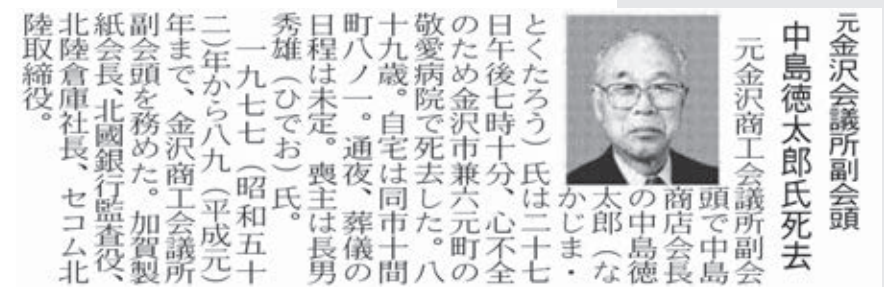 元金沢会議所副会頭
中島徳太郎氏死去
元金沢商工会議所副会
頭で中島
商店会長
の中島徳
太郎（な
かじま・
とくたろう）氏は二十七
日午後七時十分、心不全
のため金沢市兼六元町の
敬愛病院で死去した。八
十九歳。自宅は同市十間
町八ノ一。通夜、葬儀の
日程は未定。喪主は長男
秀雄（ひでお）氏。
一九七七（昭和五十
二）年から八九（平成元）
年まで、金沢商工会議所
副会頭を務めた。加賀製
紙会長、北國銀行監査役、
北陸倉庫社長、セコム北
陸取締役。